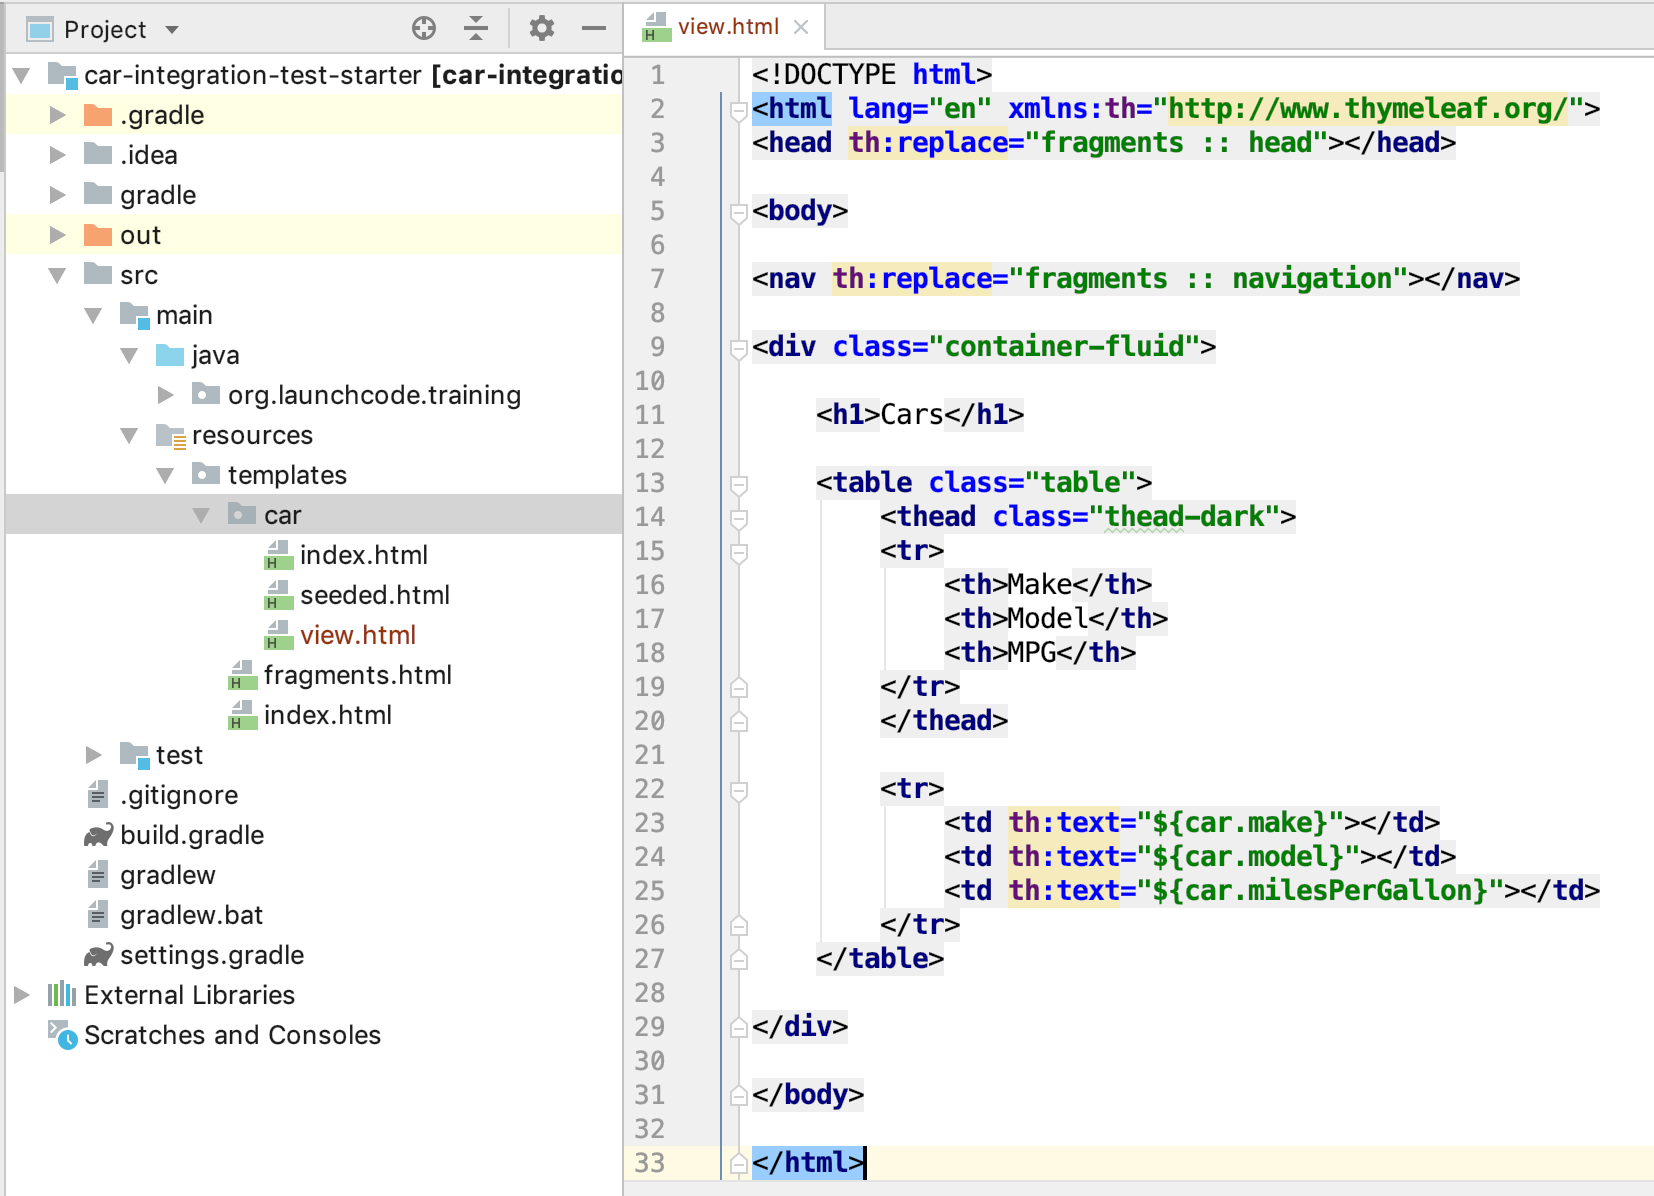 Project
car-integration-test-starter [car-integratio
.gradle
.idea
gradle
out
src
main
java
org.launchcode.training
resources
templates
car
index.html
seeded.html
view.html
fragments.html
index.html
test
.gitignore
build.gradle
gradlew
gradlew.bat
settings.gradle
External Libraries
Scratches and Consoles
view.html
1 <!DOCTYPE html>
2 <html lang="en" xmlns:th="http://www.thymeleaf.org/">
3 <head th:replace="fragments :: head"></head>
4
5 <body>
6
7 <nav th:replace="fragments :: navigation"></nav>
8
9 <div class="container-fluid">
10
11     <h1>Cars</h1>
12
13     <table class="table">
14         <thead class="thead-dark">
15         <tr>
16             <th>Make</th>
17             <th>Model</th>
18             <th>MPG</th>
19         </tr>
20         </thead>
21
22         <tr>
23             <td th:text="${car.make}"></td>
24             <td th:text="${car.model}"></td>
25             <td th:text="${car.milesPerGallon}"></td>
26         </tr>
27     </table>
28
29 </div>
30
31 </body>
32
33 </html>